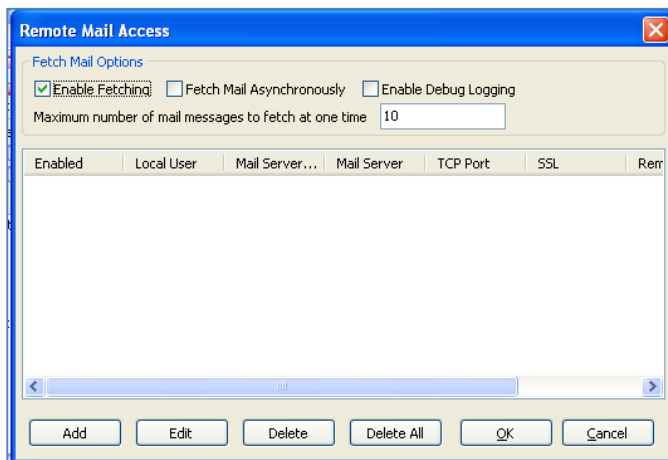 Remote Mail Access
Fetch Mail Options
Enable Fetching Fetch Mail Asynchronously Enable Debug Logging
Maximum number of mail messages to fetch at one time 10
Enabled Local User Mail Server... Mail Server TCP Port SSL Rem
Add Edit Delete Delete All OK Cancel